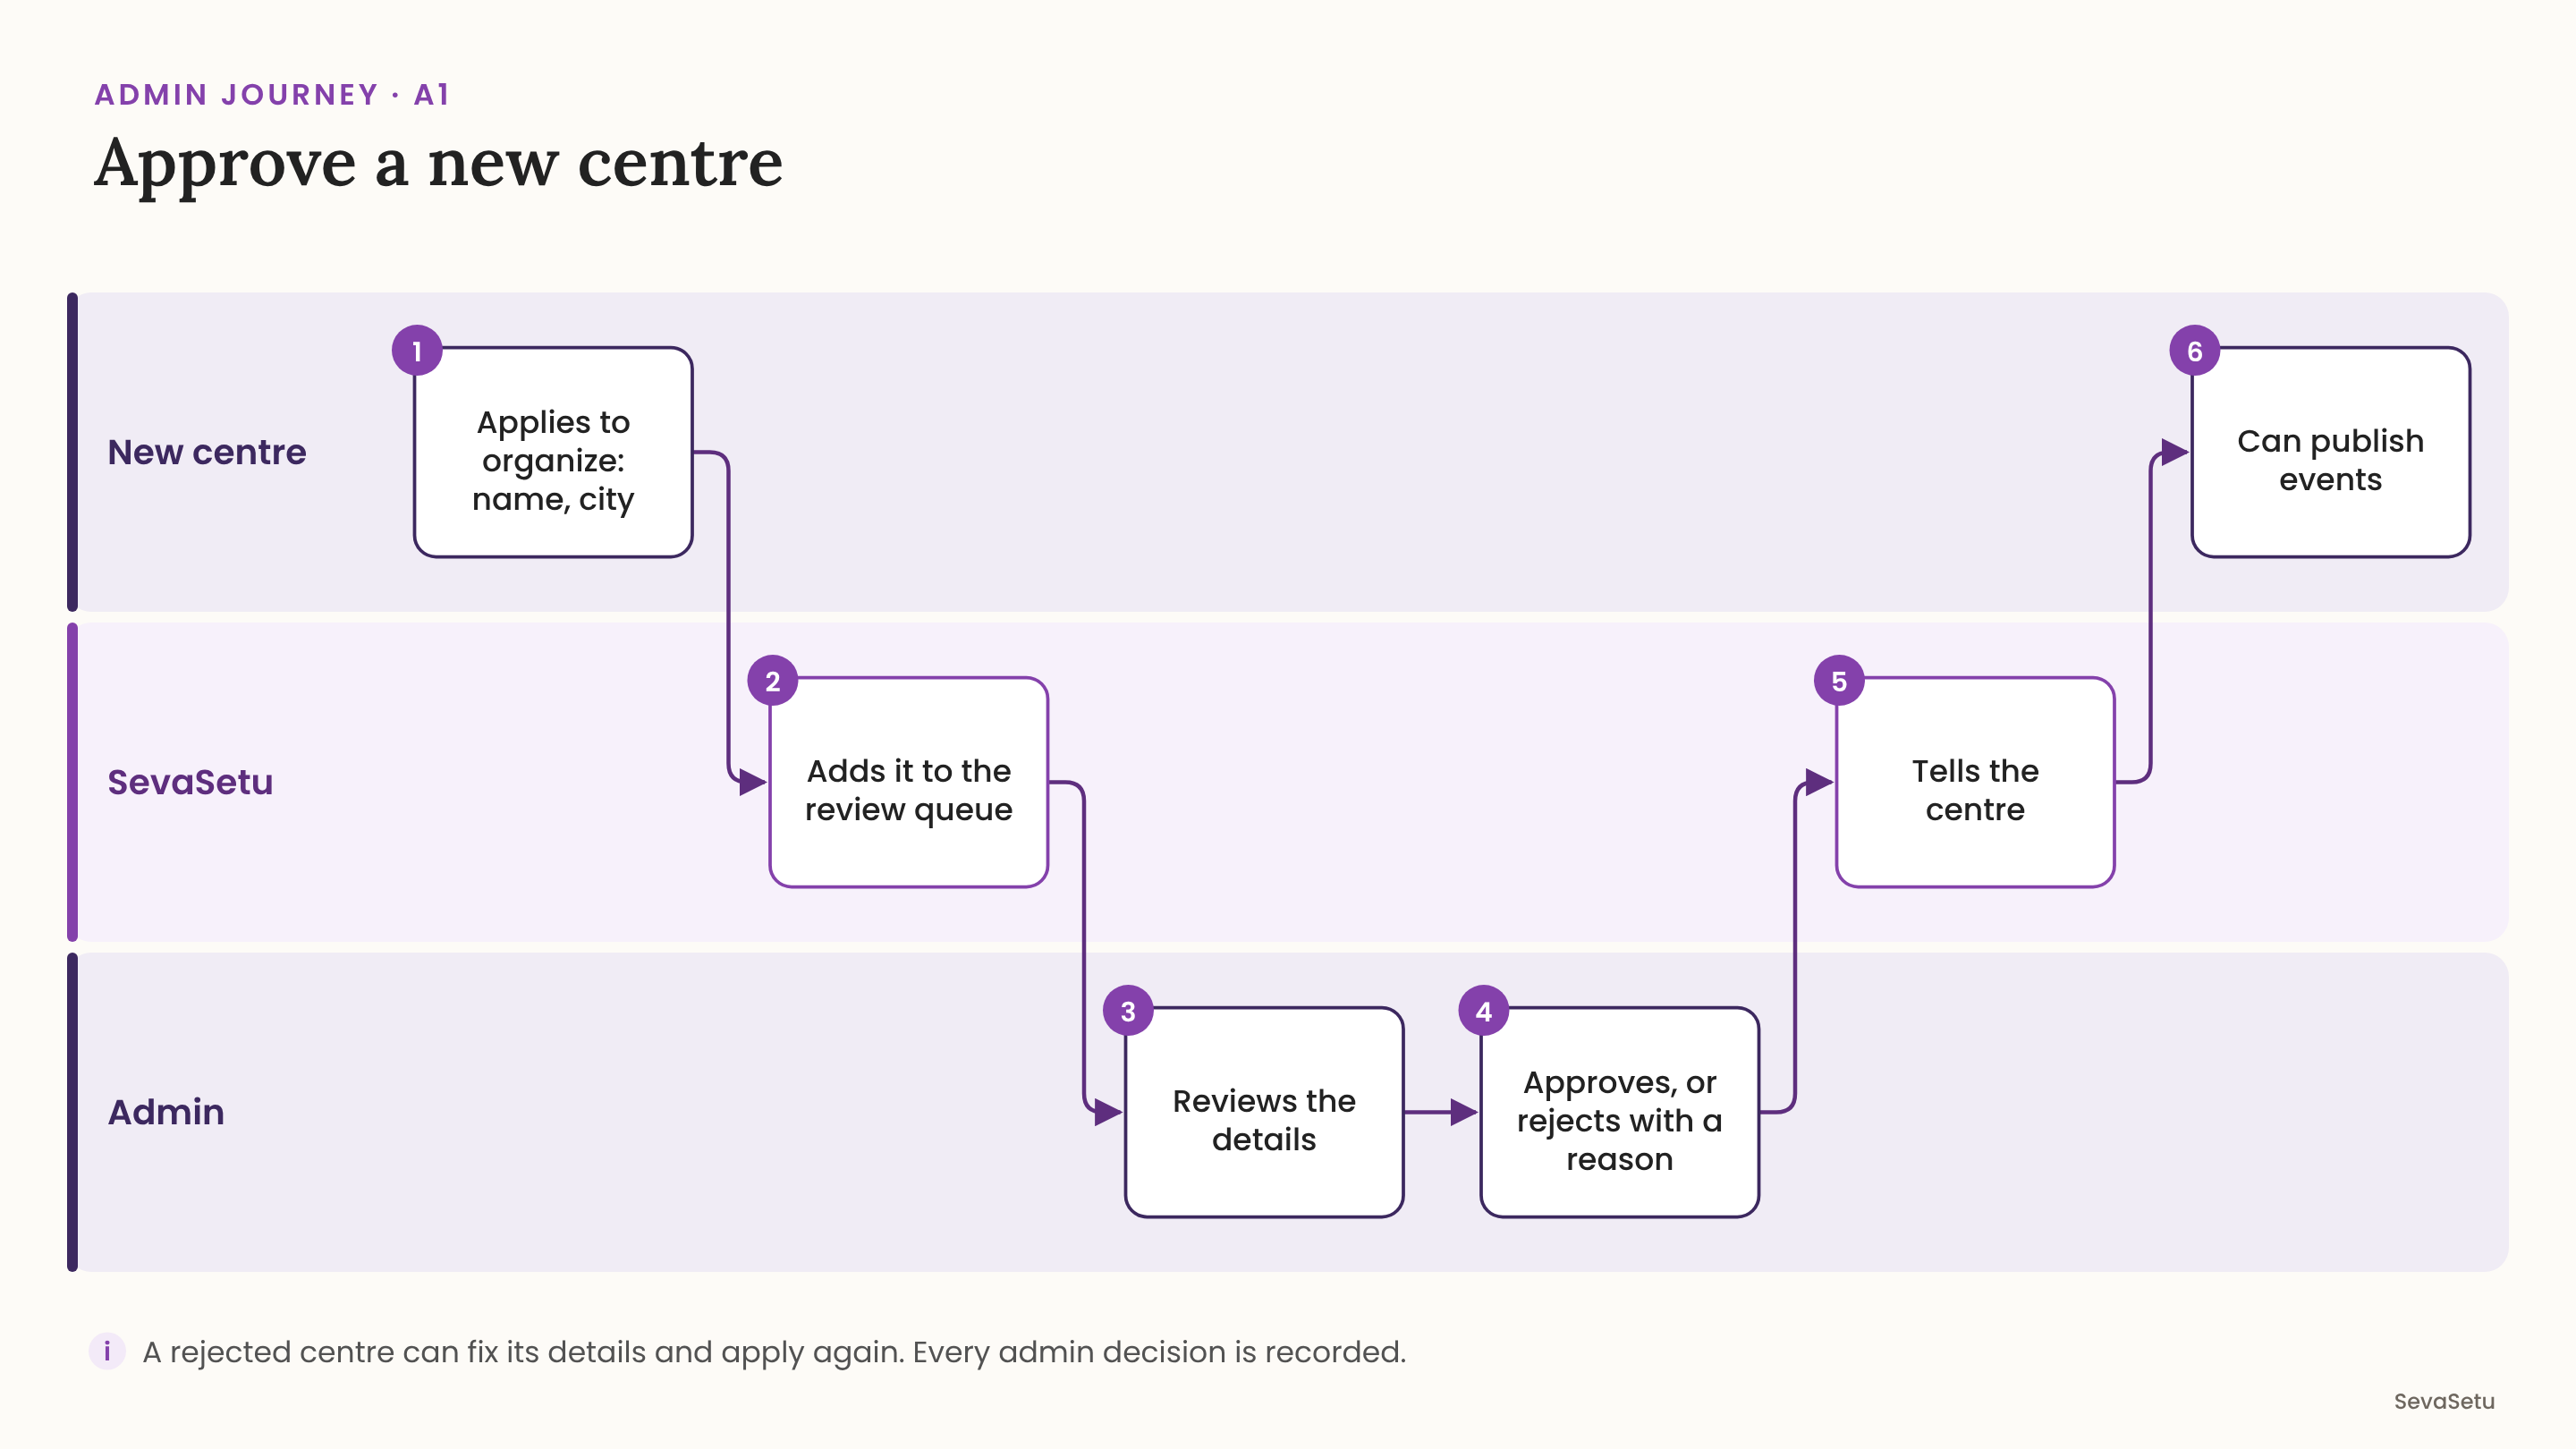 ADMIN JOURNEY · A1
Approve a new centre
New centre
1
Applies to
organize:
name, city
6
Can publish
events
SevaSetu
2
Adds it to the
review queue
5
Tells the
centre
Admin
3
Reviews the
details
4
Approves, or
rejects with a
reason
i A rejected centre can fix its details and apply again. Every admin decision is recorded.
SevaSetu